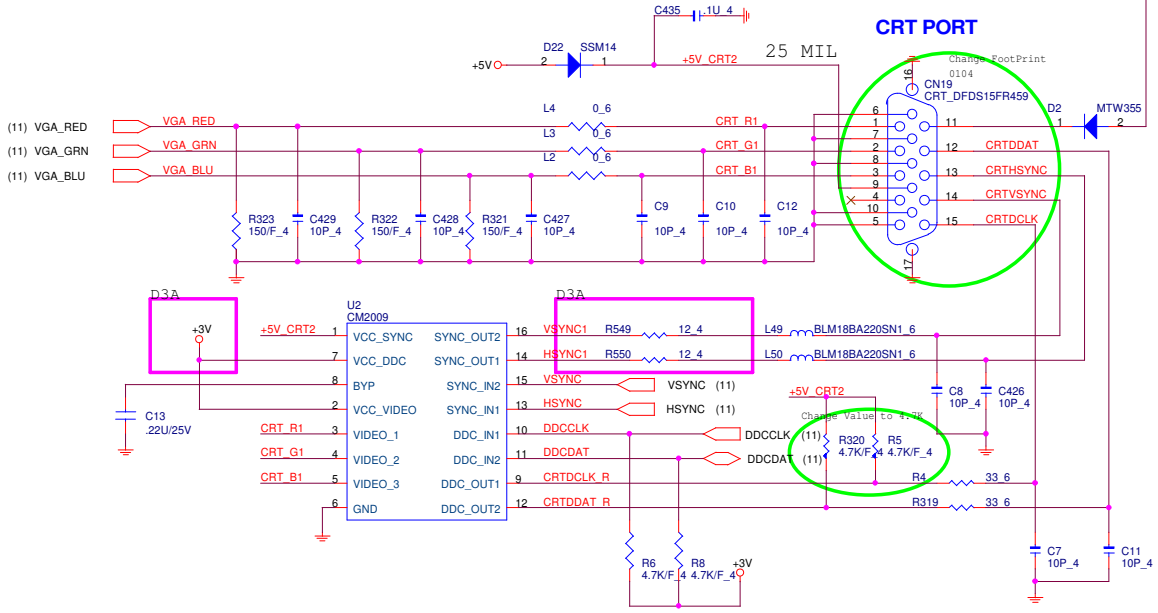 C435 .1U_4
CRT PORT
D22 SSM14
+5V 2 1 +5V_CRT2
25 MIL
Change FootPrint
0104
16
CN19
CRT_DFDS15FR459
D2 MTW355
L4 0_6
(11) VGA_RED VGA_RED CRT_R1
L3 0_6
(11) VGA_GRN VGA_GRN CRT_G1
L2 0_6
(11) VGA_BLU VGA_BLU CRT_B1
6
1
7
2
8
3
9
4
10
5
11 1 2
12 CRTDDAT
13 CRTHSYNC
14 CRTVSYNC
15 CRTDCLK
17
R323
150/F_4
C429
10P_4
R322
150/F_4
C428
10P_4
R321
150/F_4
C427
10P_4
C9
10P_4
C10
10P_4
C12
10P_4
D3A
+3V
D3A
U2
CM2009
+5V_CRT2 1 VCC_SYNC SYNC_OUT2 16 VSYNC1 R549 12_4 L49 BLM18BA220SN1_6
7 VCC_DDC SYNC_OUT1 14 HSYNC1 R550 12_4 L50 BLM18BA220SN1_6
8 BYP SYNC_IN2 15 VSYNC VSYNC (11)
2 VCC_VIDEO SYNC_IN1 13 HSYNC HSYNC (11)
CRT_R1 3 VIDEO_1 DDC_IN1 10 DDCCLK DDCCLK (11)
CRT_G1 4 VIDEO_2 DDC_IN2 11 DDCDAT DDCDAT (11)
CRT_B1 5 VIDEO_3 DDC_OUT1 9 CRTDCLK_R R4 33_6
6 GND DDC_OUT2 12 CRTDDAT_R R319 33_6
C13
.22U/25V
+5V_CRT2
Change Value to 4.7K
R320
4.7K/F_4
R5
4.7K/F_4
C8
10P_4
C426
10P_4
R6
4.7K/F_4
R8
4.7K/F_4
+3V
C7
10P_4
C11
10P_4